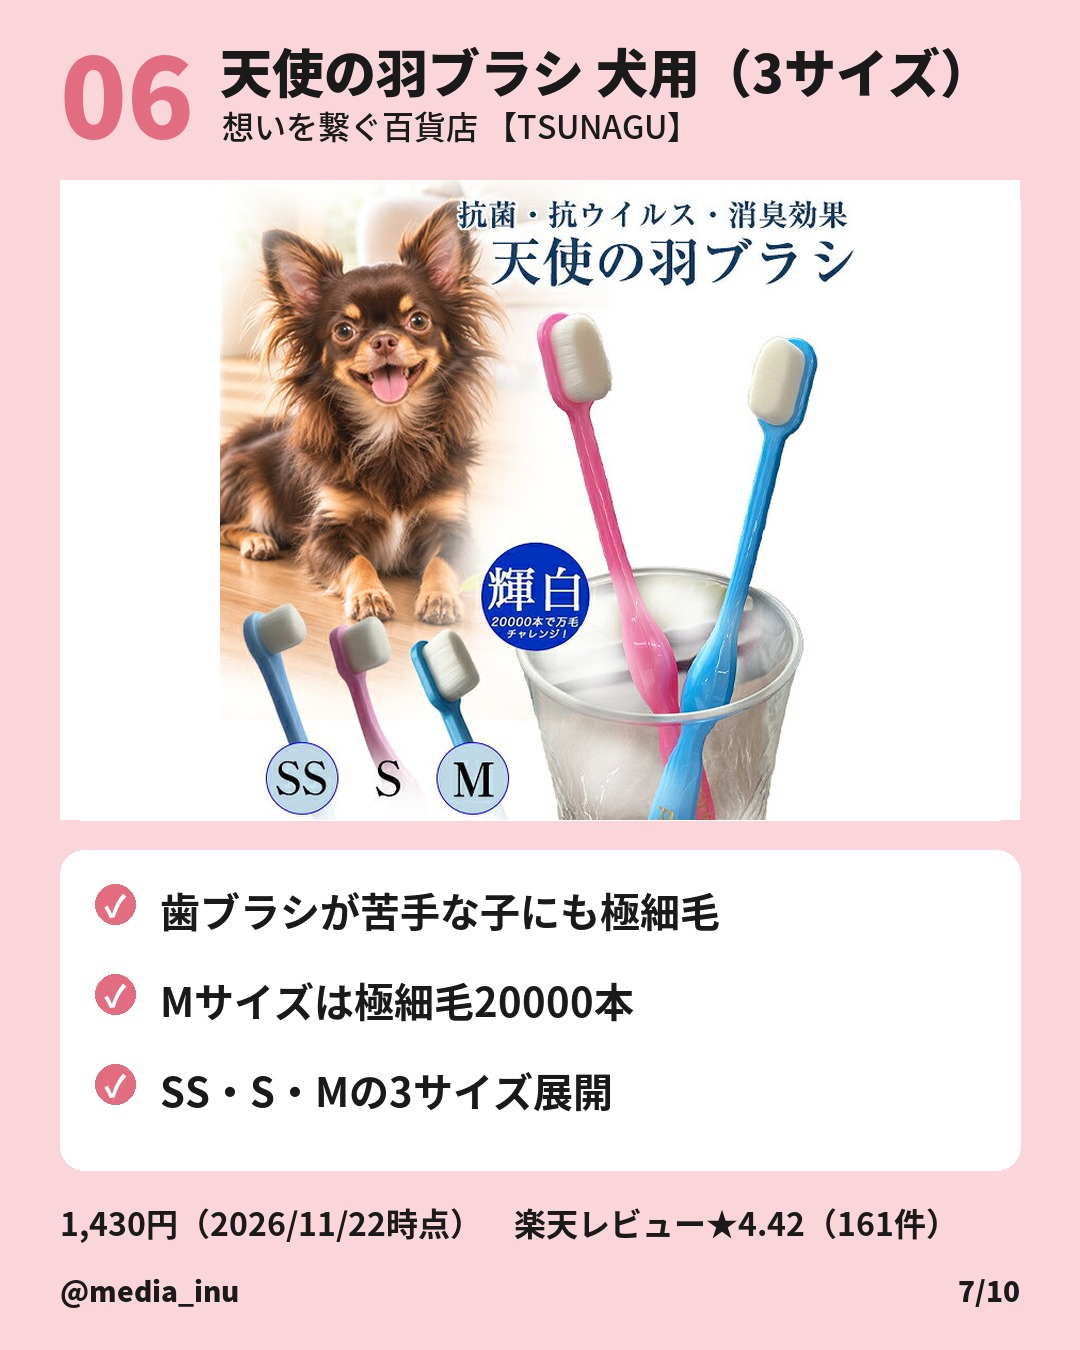 06
天使の羽ブラシ 犬用（3サイズ）
想いを繋ぐ百貨店 【TSUNAGU】
抗菌・抗ウイルス・消臭効果
天使の羽ブラシ
輝白
20000本で万毛
チャレンジ！
SS
S
M
歯ブラシが苦手な子にも極細毛
Mサイズは極細毛20000本
SS・S・Mの3サイズ展開
1,430円（2026/11/22時点）　楽天レビュー★4.42（161件）
@media_inu
7/10